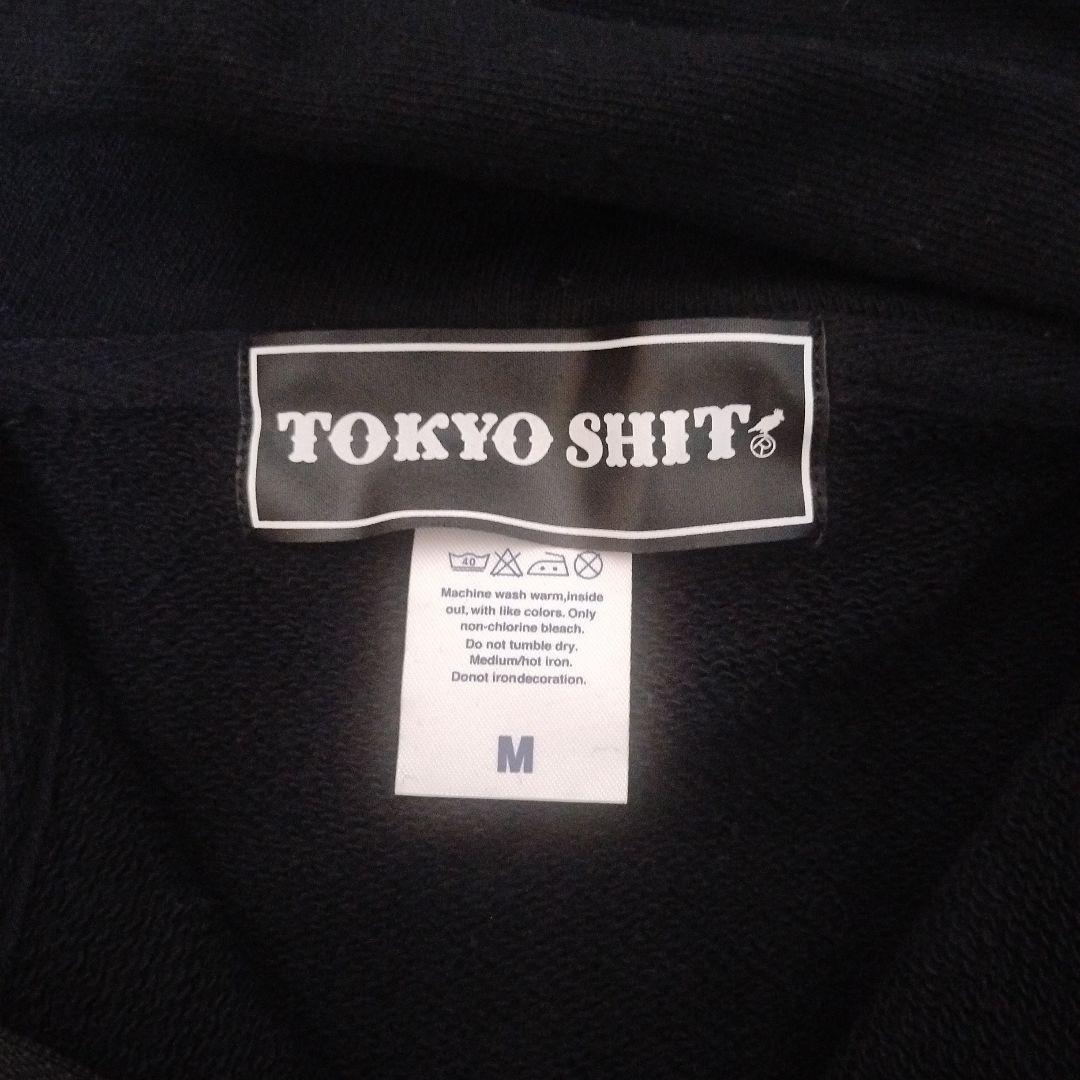 TOKYO SHIT
40
Machine wash warm,inside
out, with like colors. Only
non-chlorine bleach.
Do not tumble dry.
Medium/hot iron.
Donot irondecoration.
M